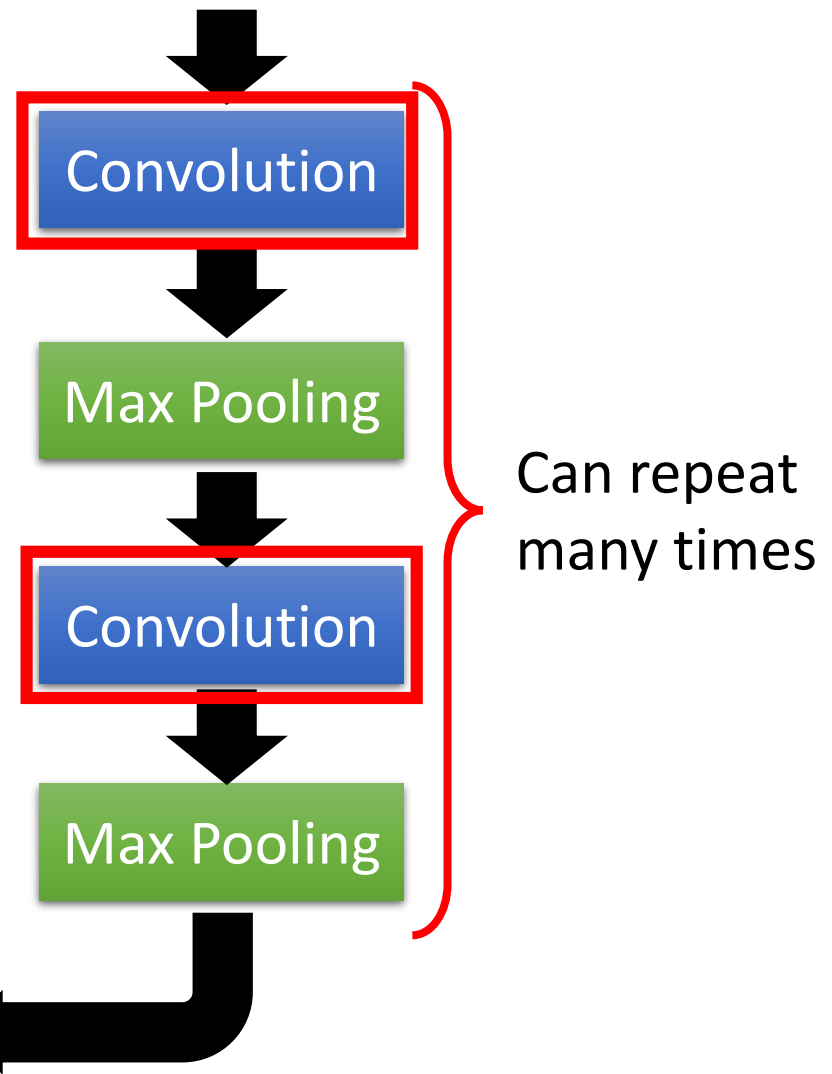 Convolution
Max Pooling
Can repeat
many times
Convolution
Max Pooling